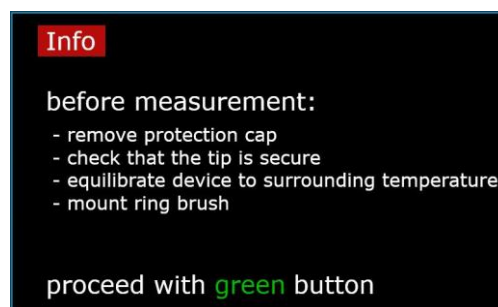 Info
before measurement:
- remove protection cap
- check that the tip is secure
- equilibrate device to surrounding temperature
- mount ring brush
proceed with green button